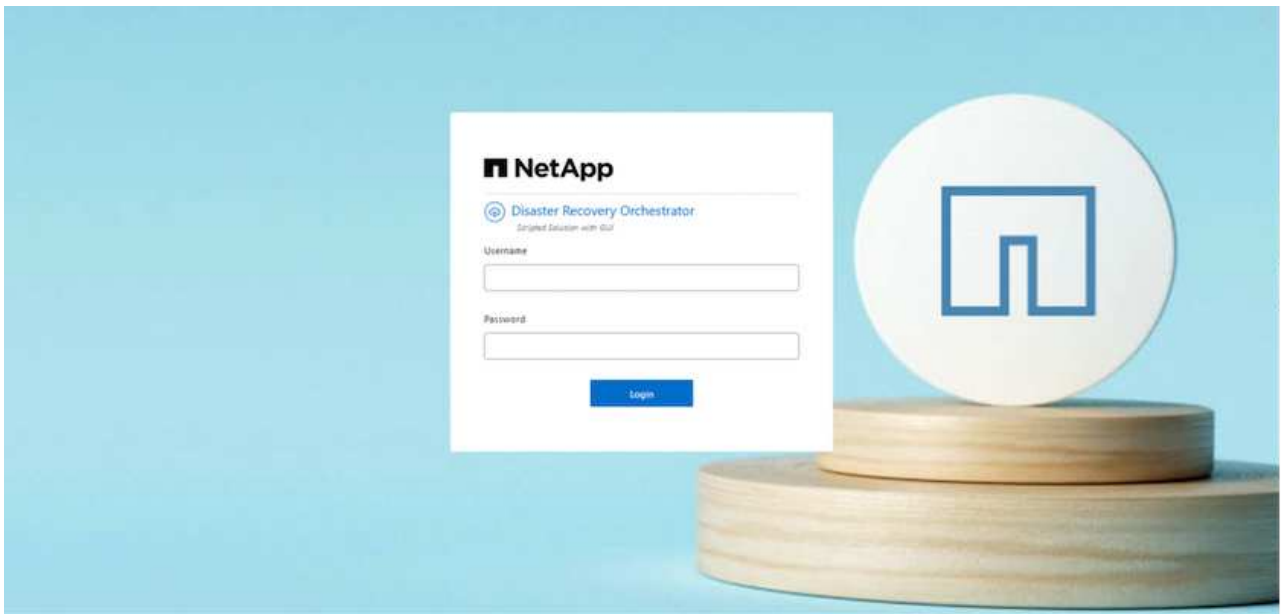 NetApp
Disaster Recovery Orchestrator
Scripted Solution with GUI
Username
Password
Login